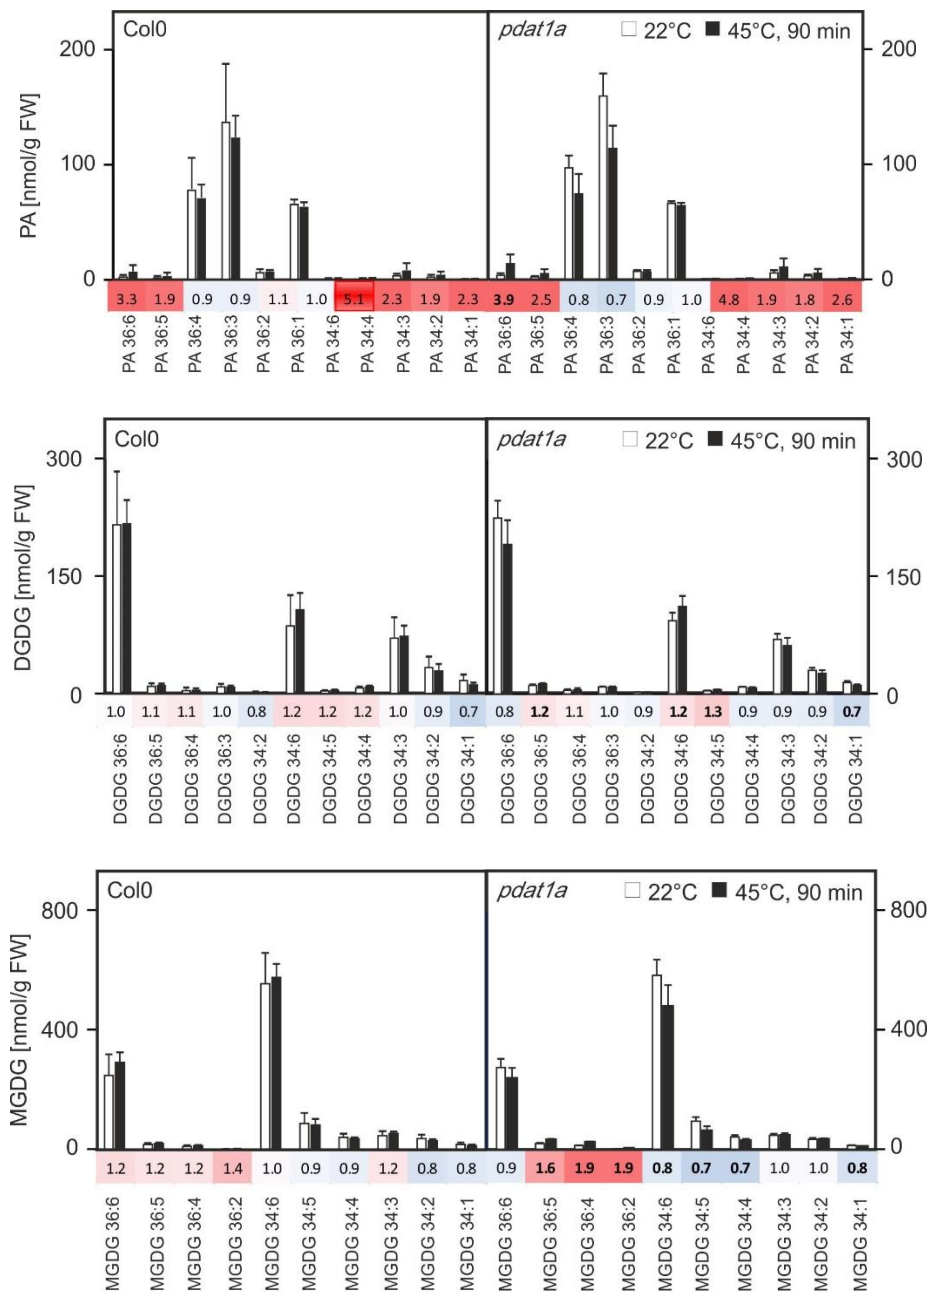 Col0
pdat1a
22°C
45°C, 90 min
PA [nmol/g FW]
200
100
0
200
100
0
3.3 1.9 0.9 0.9 1.1 1.0 5.1 2.3 1.9 2.3 3.9 2.5 0.8 0.7 0.9 1.0 4.8 1.9 1.8 2.6
PA 36:6
PA 36:5
PA 36:4
PA 36:3
PA 36:2
PA 36:1
PA 34:6
PA 34:4
PA 34:3
PA 34:2
PA 34:1
PA 36:6
PA 36:5
PA 36:4
PA 36:3
PA 36:2
PA 36:1
PA 34:6
PA 34:4
PA 34:3
PA 34:2
PA 34:1
Col0
pdat1a
22°C
45°C, 90 min
DGDG [nmol/g FW]
300
150
0
300
150
0
1.0 1.1 1.1 1.0 0.8 1.2 1.2 1.2 1.0 0.9 0.7 0.8 1.2 1.1 1.0 0.9 1.2 1.3 0.9 0.9 0.9 0.7
DGDG 36:6
DGDG 36:5
DGDG 36:4
DGDG 36:3
DGDG 34:2
DGDG 34:6
DGDG 34:5
DGDG 34:4
DGDG 34:3
DGDG 34:2
DGDG 34:1
DGDG 36:6
DGDG 36:5
DGDG 36:4
DGDG 36:3
DGDG 34:2
DGDG 34:6
DGDG 34:5
DGDG 34:4
DGDG 34:3
DGDG 34:2
DGDG 34:1
Col0
pdat1a
22°C
45°C, 90 min
MGDG [nmol/g FW]
800
400
0
800
400
0
1.2 1.2 1.2 1.4 1.0 0.9 0.9 1.2 0.8 0.8 0.9 1.6 1.9 1.9 0.8 0.7 0.7 1.0 1.0 0.8
MGDG 36:6
MGDG 36:5
MGDG 36:4
MGDG 36:2
MGDG 34:6
MGDG 34:5
MGDG 34:4
MGDG 34:3
MGDG 34:2
MGDG 34:1
MGDG 36:6
MGDG 36:5
MGDG 36:4
MGDG 36:2
MGDG 34:6
MGDG 34:5
MGDG 34:4
MGDG 34:3
MGDG 34:2
MGDG 34:1